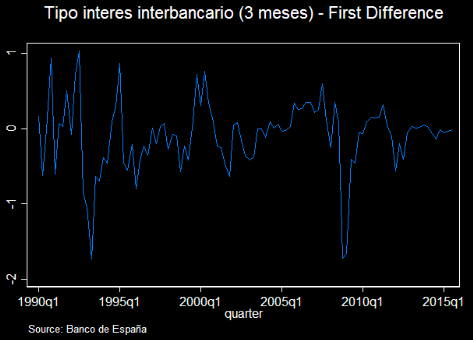 Tipo interes interbancario (3 meses) - First Difference
1
0
-1
-2
1990q1 1995q1 2000q1 2005q1 2010q1 2015q1
quarter
Source: Banco de España